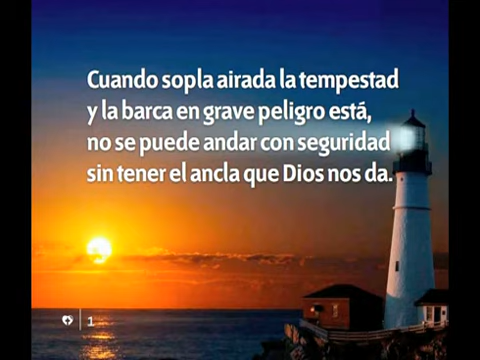 Cuando sopla airada la tempestad
y la barca en grave peligro está,
no se puede andar con seguridad
sin tener el ancla que Dios nos da.
1